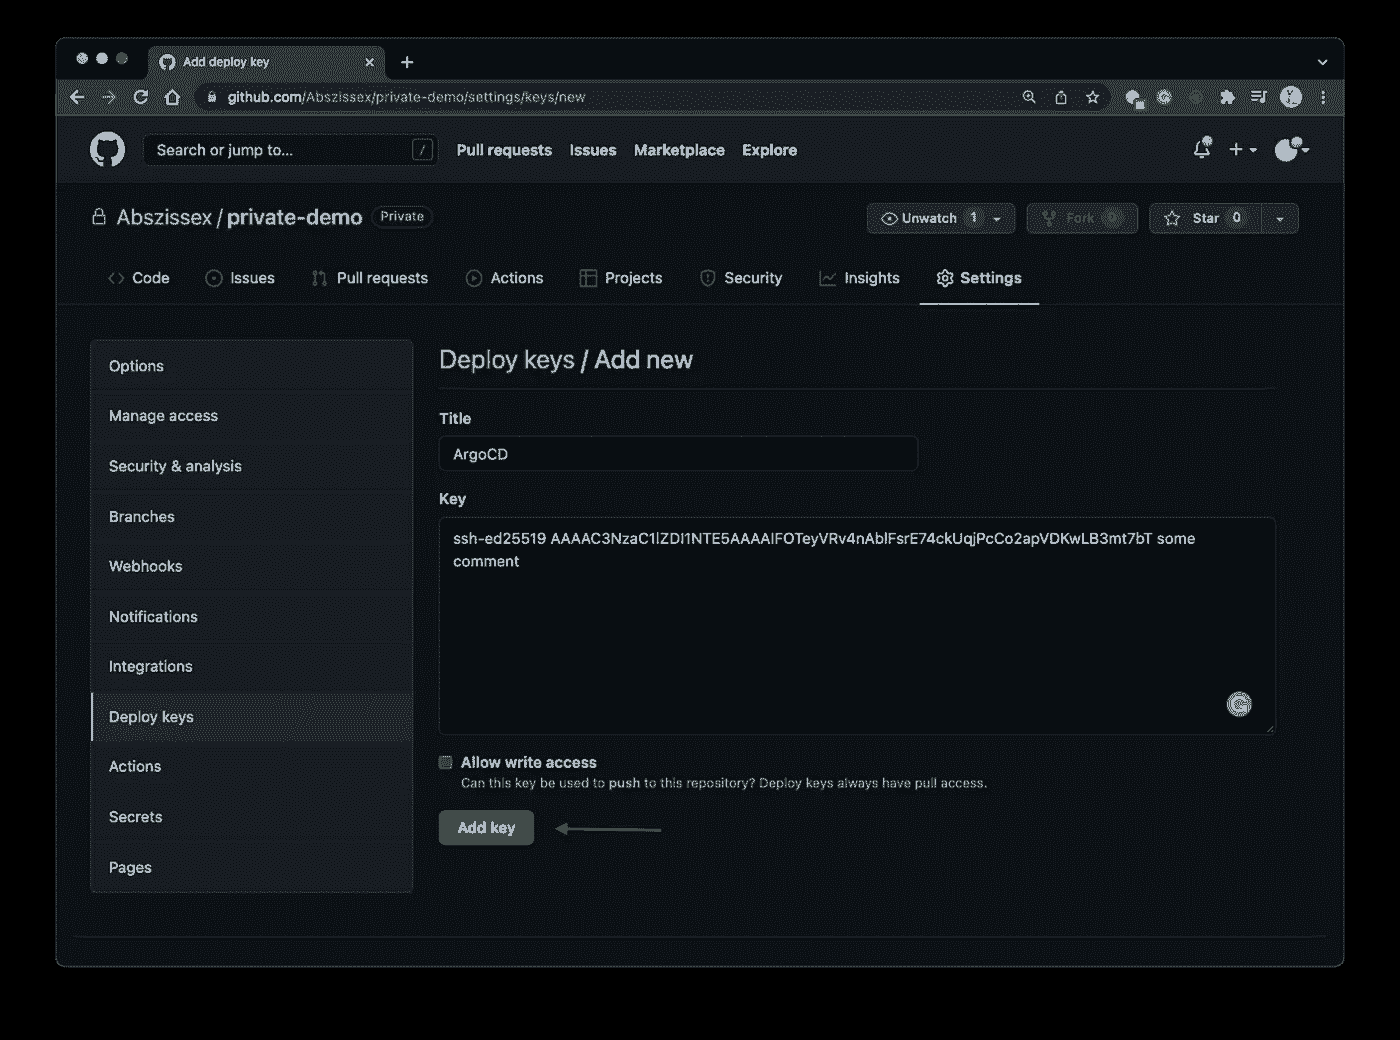 Add deploy key
github.com/Abszissex/private-demo/settings/keys/new
Search or jump to... /
Pull requests Issues Marketplace Explore
Abszissex / private-demo Private
Unwatch 1 Fork 0 Star 0
Code Issues Pull requests Actions Projects Security Insights Settings
Options
Manage access
Security & analysis
Branches
Webhooks
Notifications
Integrations
Deploy keys
Actions
Secrets
Pages
Deploy keys / Add new
Title
ArgoCD
Key
ssh-ed25519 AAAAC3NzaC1lZDI1NTE5AAAAIFOTeyVRv4nAblFsrE74ckUqjPcCo2apVDKwLB3mt7bT some
comment
Allow write access
Can this key be used to push to this repository? Deploy keys always have pull access.
Add key